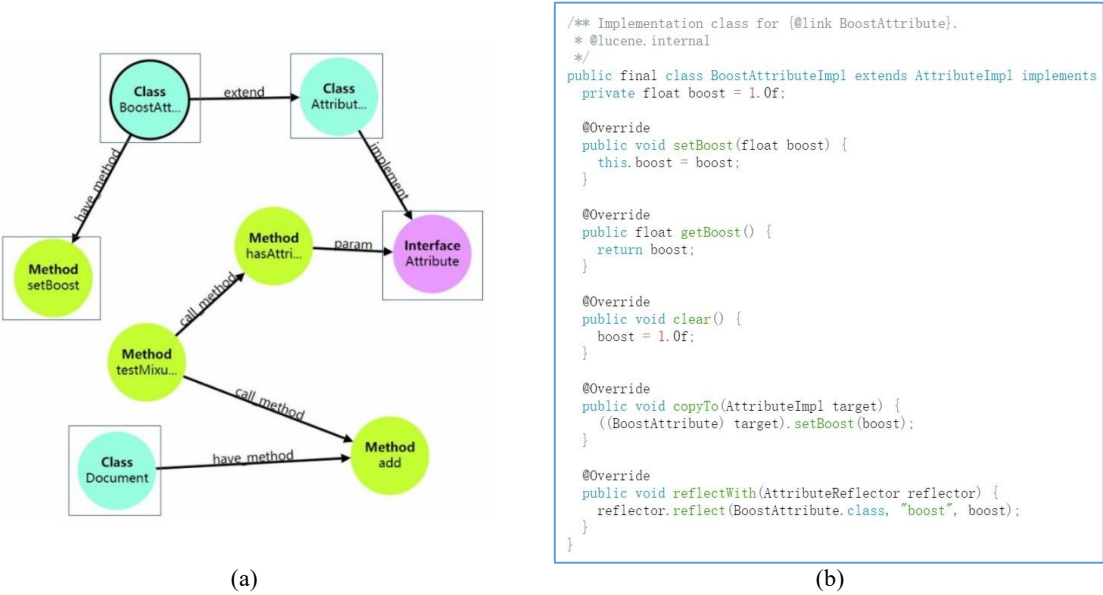 Class
BoostAtt...
extend
Class
Attribut...
have_method
implement
Method
setBoost
Method
hasAttri...
param
Interface
Attribute
call_method
Method
testMixu...
call_method
Class
Document
have_method
Method
add
(a)
/** Implementation class for {@link BoostAttribute}.
* @lucene.internal
*/
public final class BoostAttributeImpl extends AttributeImpl implements
private float boost = 1.0f;
@Override
public void setBoost(float boost) {
this.boost = boost;
}
@Override
public float getBoost() {
return boost;
}
@Override
public void clear() {
boost = 1.0f;
}
@Override
public void copyTo(AttributeImpl target) {
((BoostAttribute) target).setBoost(boost);
}
@Override
public void reflectWith(AttributeReflector reflector) {
reflector.reflect(BoostAttribute.class, "boost", boost);
}
}
(b)